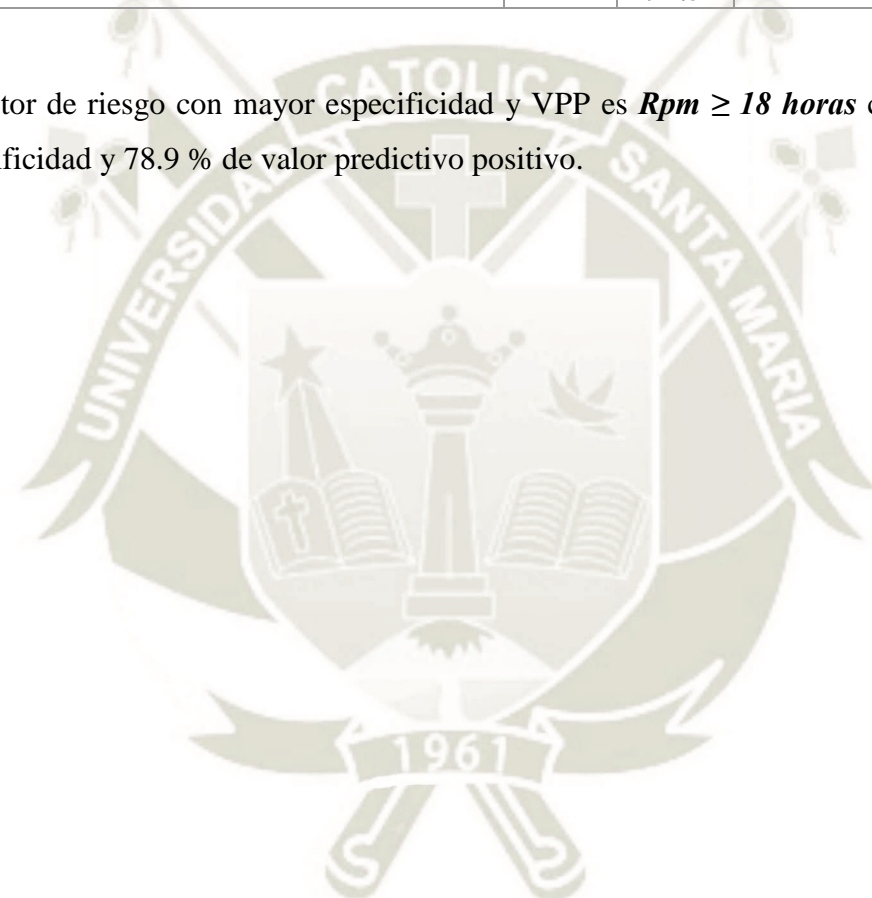 tor de riesgo con mayor especificidad y VPP es Rpm ≥ 18 horas
ificidad y 78.9 % de valor predictivo positivo.
UNIVERSIDAD CATOLICA SANTA MARIA
1961